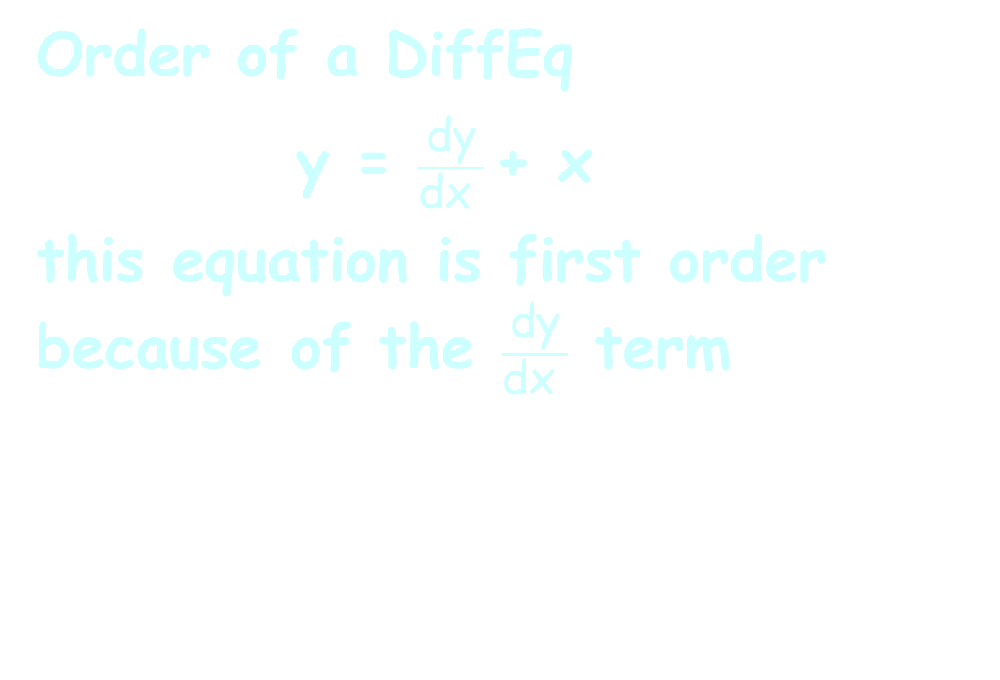 Order of a DiffEq
y = dy/dx + x
this equation is first order
because of the dy/dx term